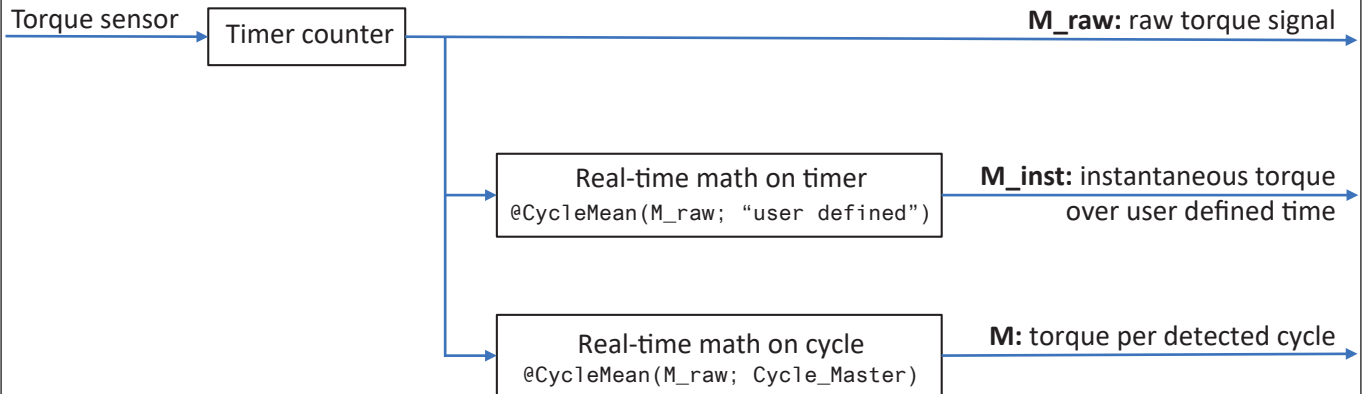 Torque sensor
Timer counter
M_raw: raw torque signal
Real-time math on timer
@CycleMean(M_raw; “user defined”)
M_inst: instantaneous torque
over user defined time
Real-time math on cycle
@CycleMean(M_raw; Cycle_Master)
M: torque per detected cycle